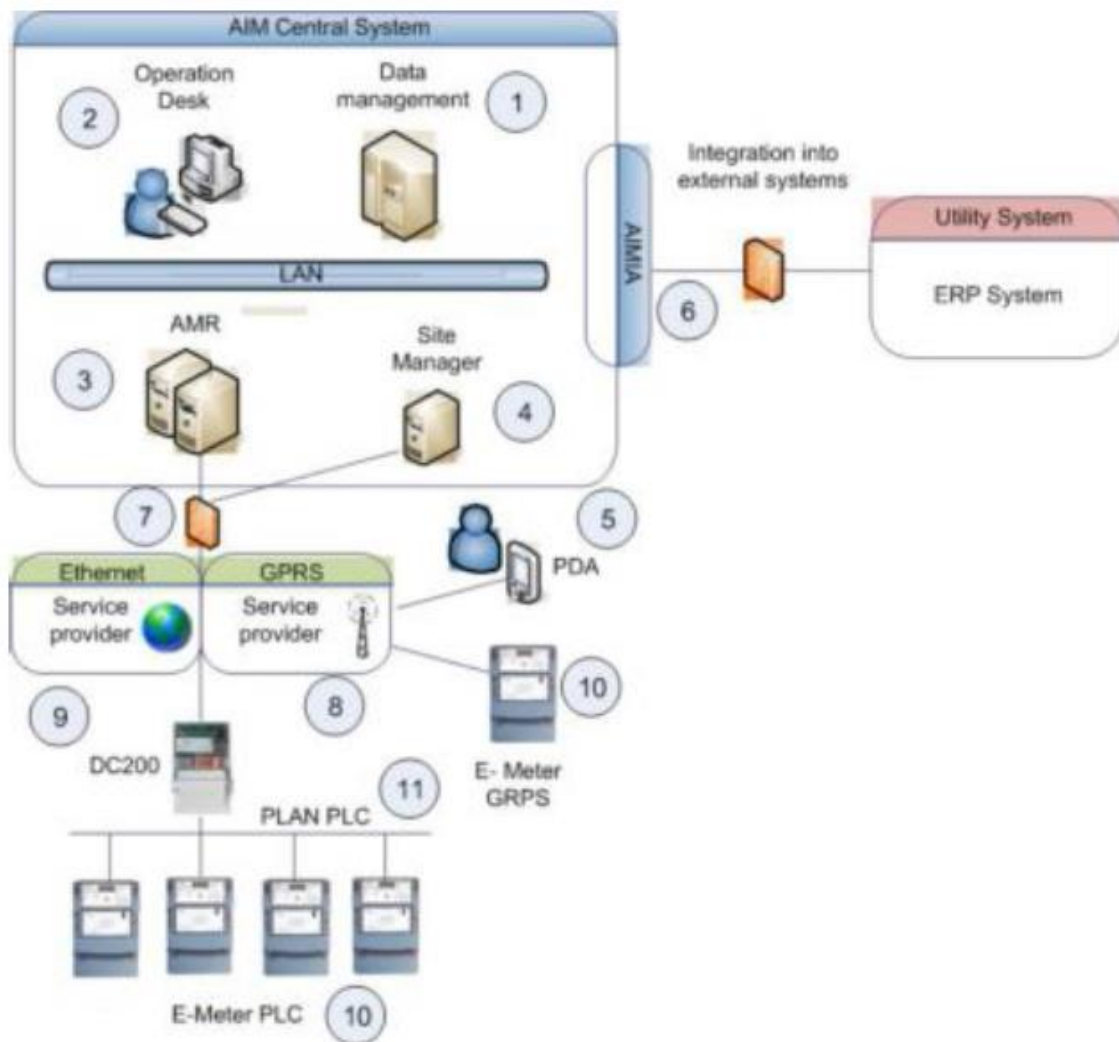 AIM Central System
Operation
Desk
2
Data
management
1
LAN
AMR
3
Site
Manager
4
AIMIA
6
Integration into
external systems
Utility System
ERP System
7
5
PDA
Ethernet
Service
provider
GPRS
Service
provider
9
8
10
DC200
E- Meter
GRPS
11
PLAN PLC
E-Meter PLC
10